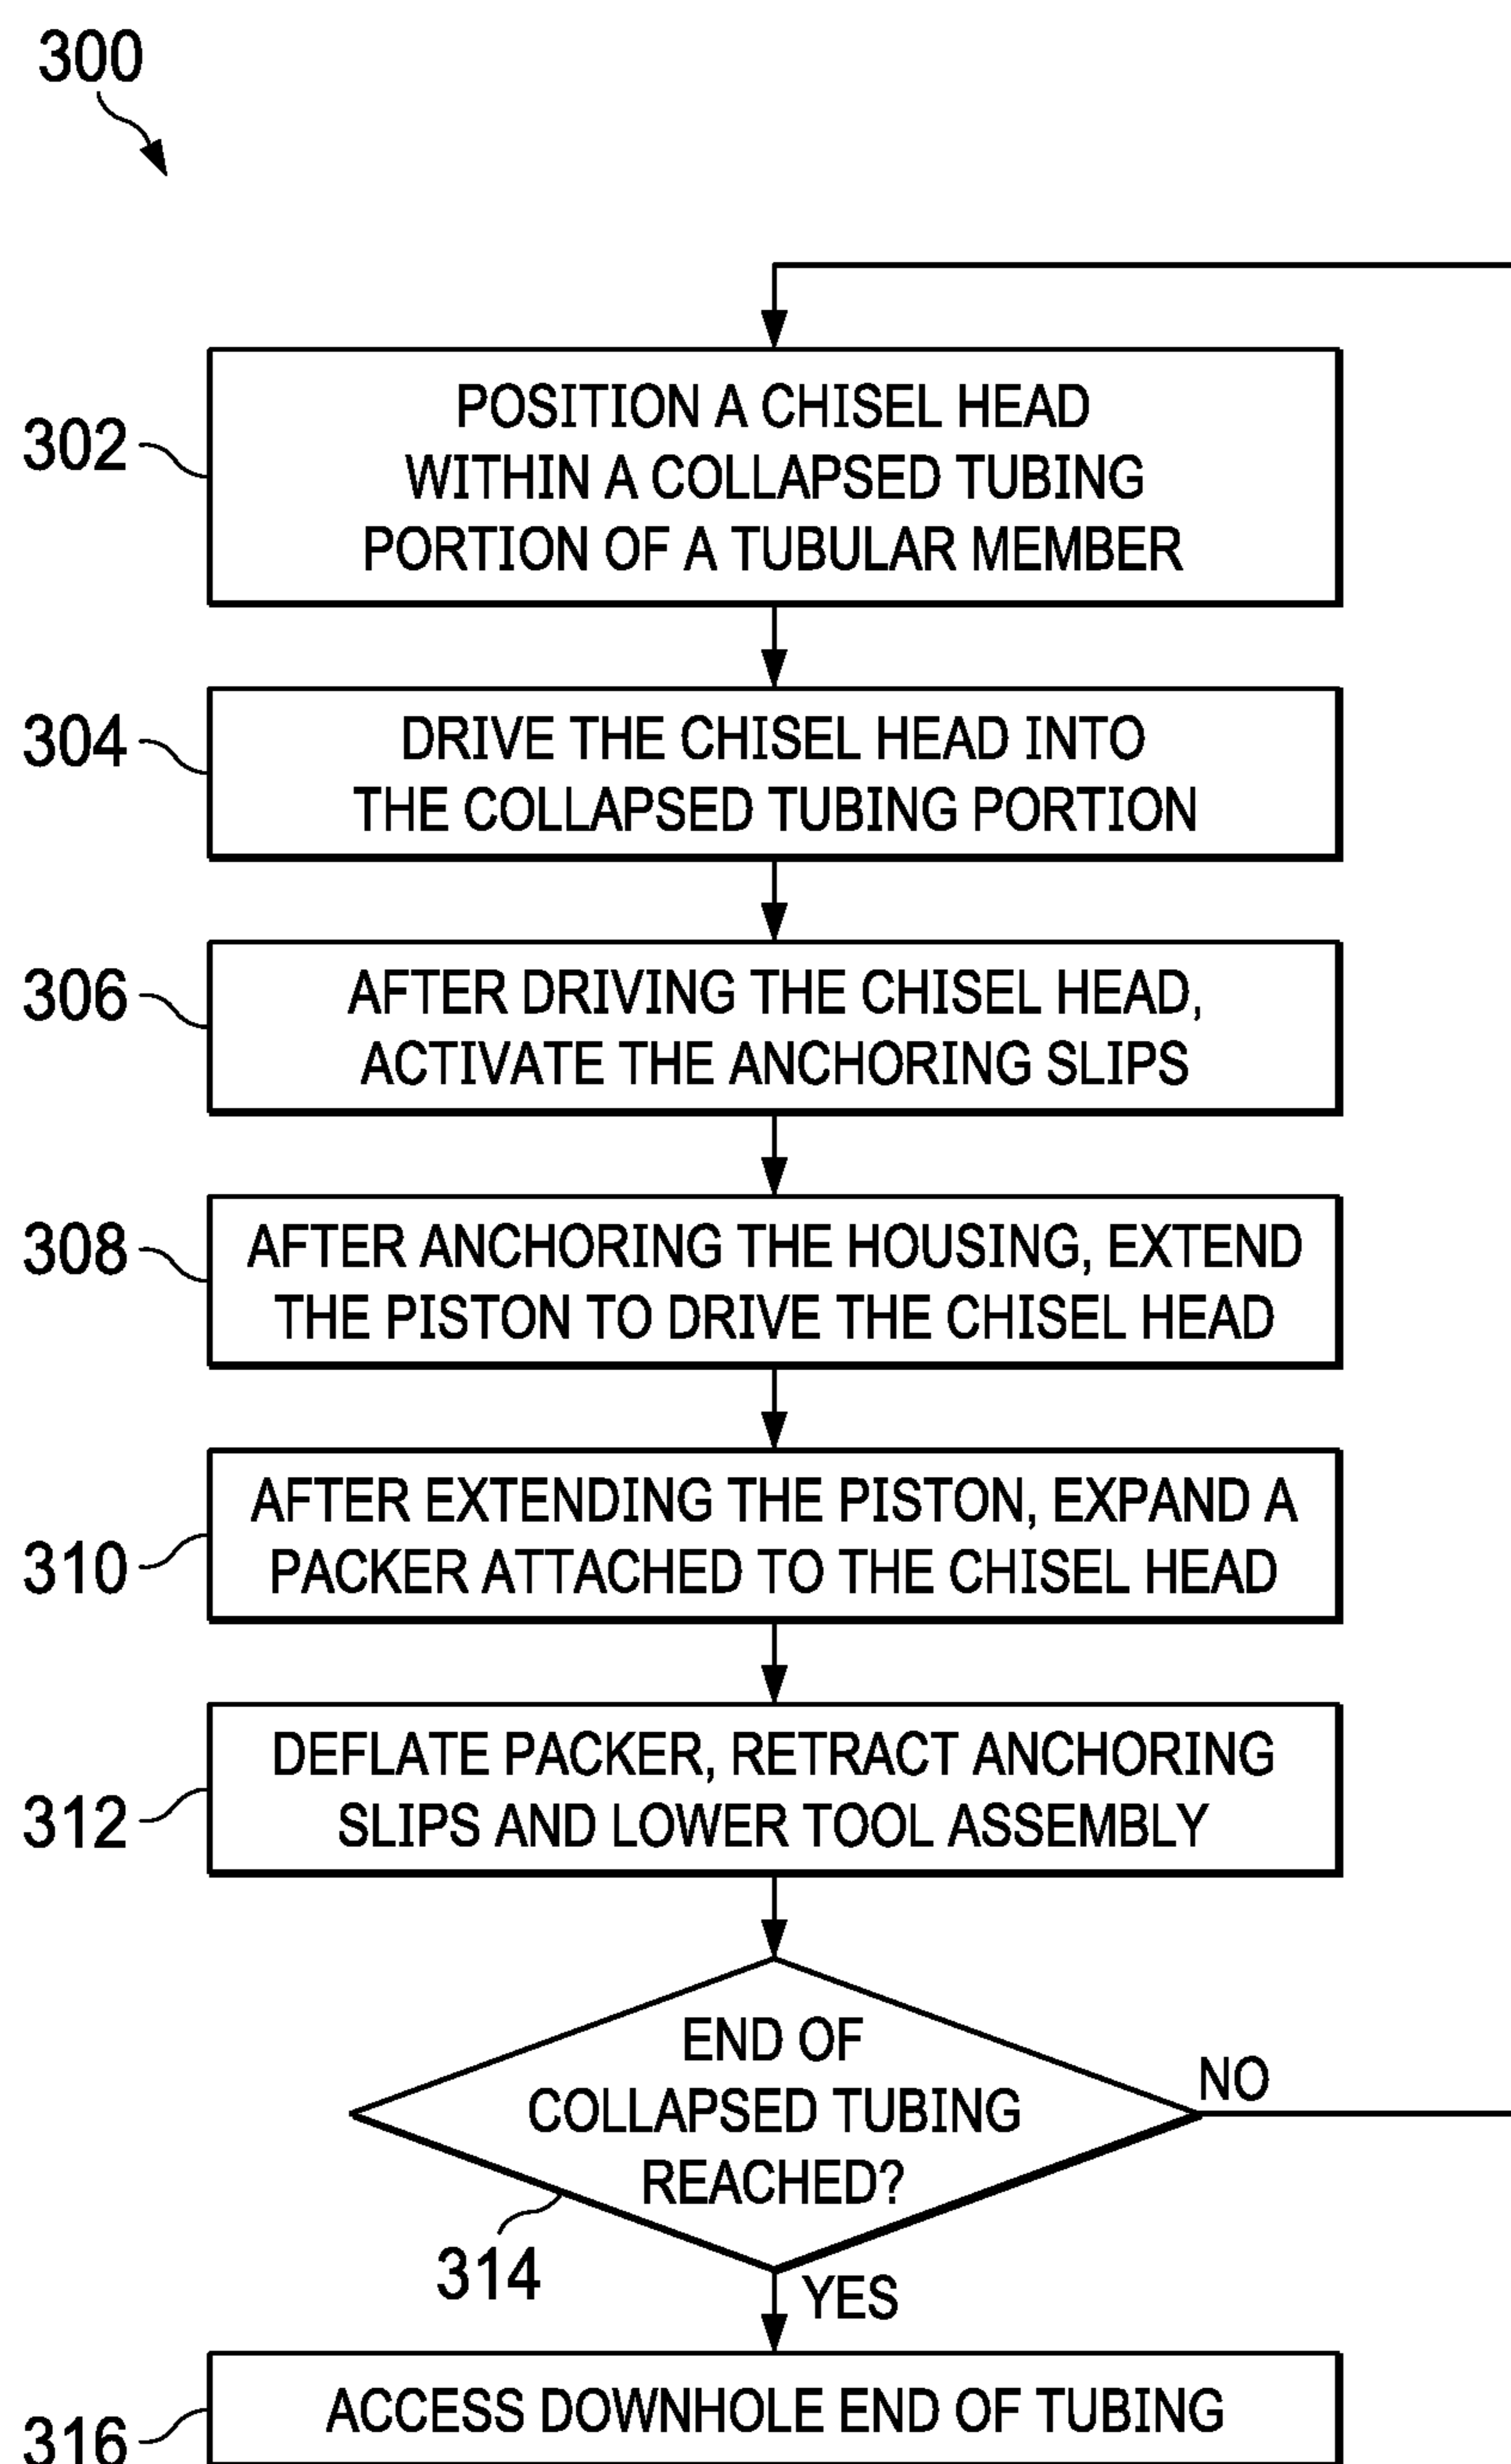 300
302
POSITION A CHISEL HEAD
WITHIN A COLLAPSED TUBING
PORTION OF A TUBULAR MEMBER
304
DRIVE THE CHISEL HEAD INTO
THE COLLAPSED TUBING PORTION
306
AFTER DRIVING THE CHISEL HEAD,
ACTIVATE THE ANCHORING SLIPS
308
AFTER ANCHORING THE HOUSING, EXTEND
THE PISTON TO DRIVE THE CHISEL HEAD
310
AFTER EXTENDING THE PISTON, EXPAND A
PACKER ATTACHED TO THE CHISEL HEAD
312
DEFLATE PACKER, RETRACT ANCHORING
SLIPS AND LOWER TOOL ASSEMBLY
END OF
COLLAPSED TUBING
REACHED?
NO
314
YES
316
ACCESS DOWNHOLE END OF TUBING